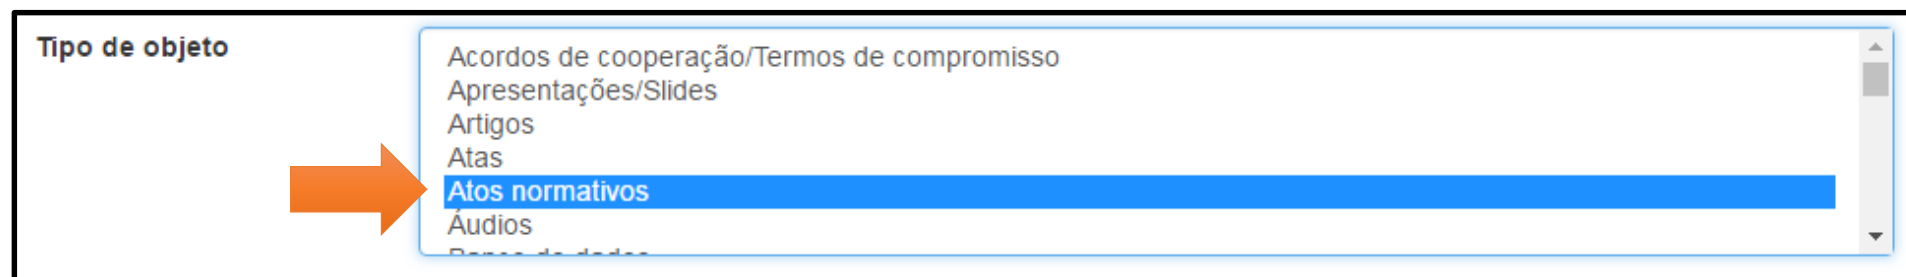 Tipo de objeto
Acordos de cooperação/Termos de compromisso
Apresentações/Slides
Artigos
Atas
Atos normativos
Áudios